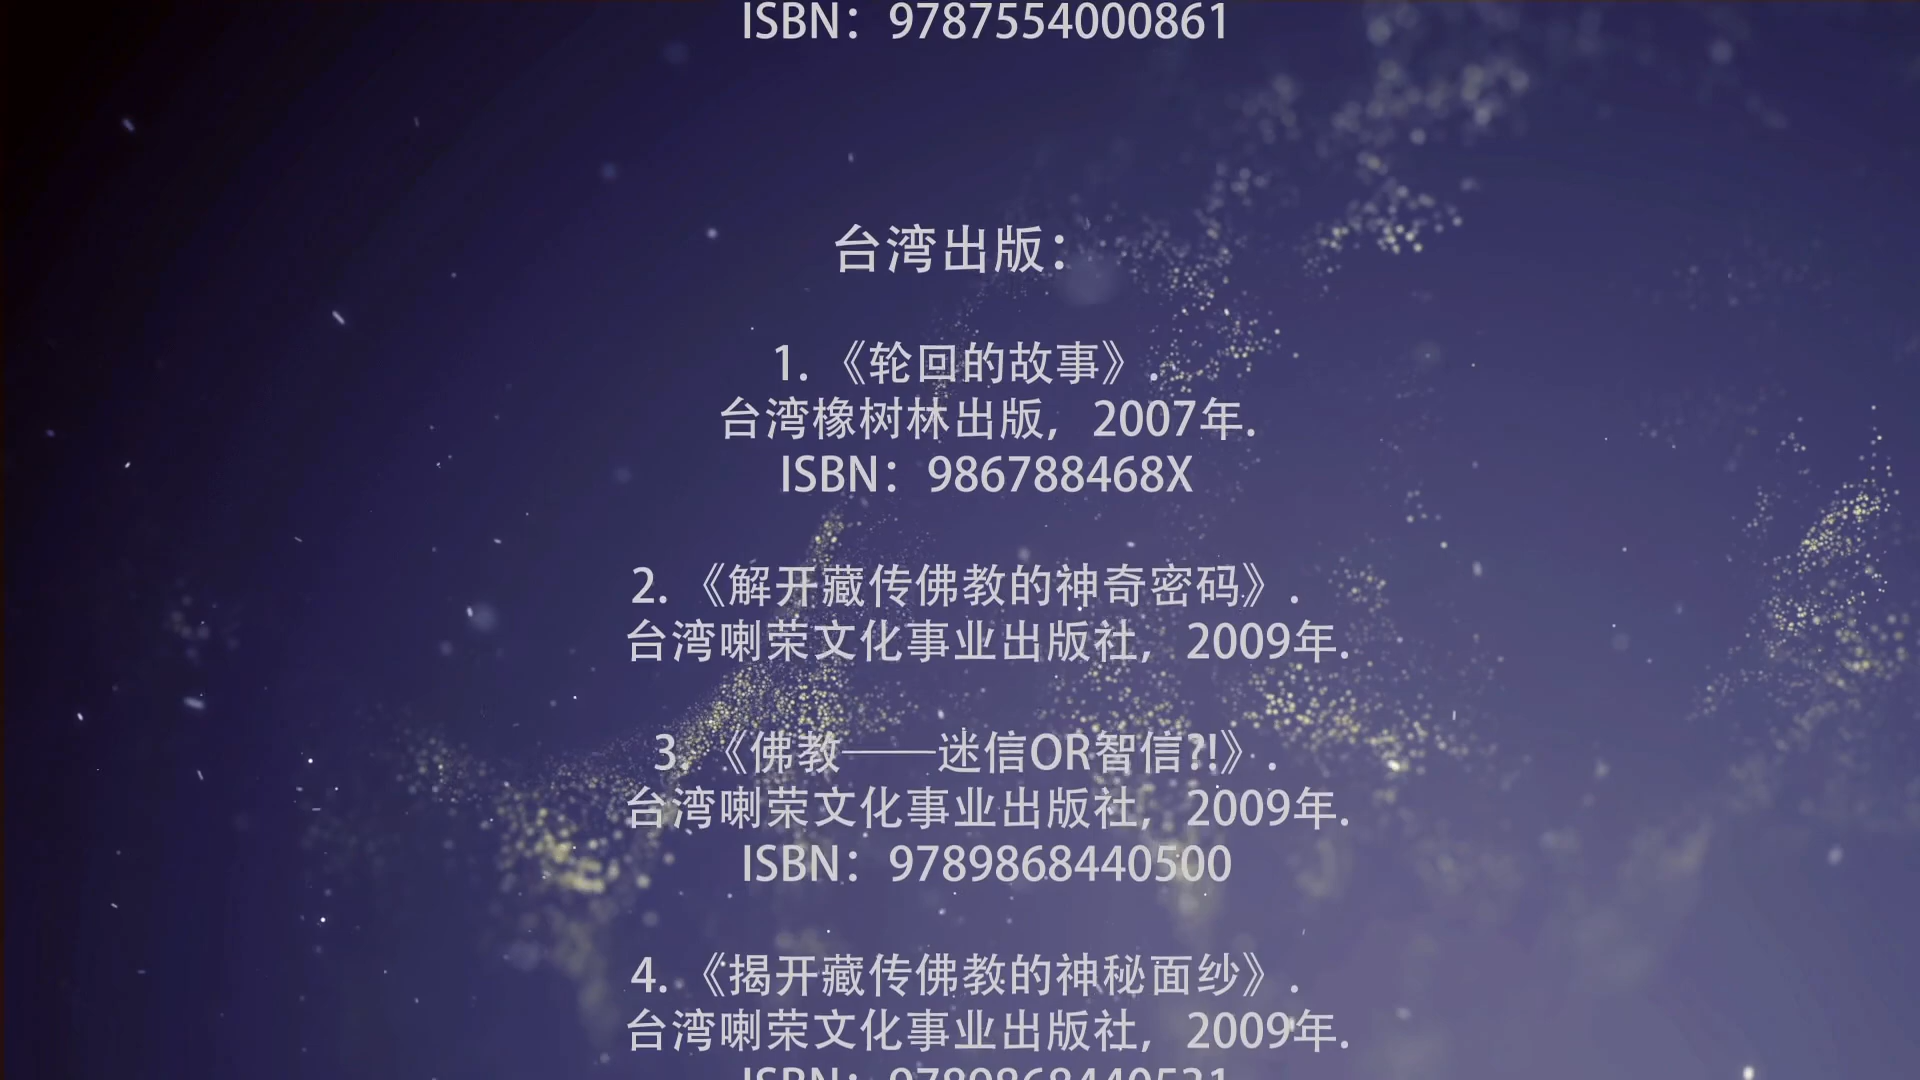 ISBN：9787554000861
台湾出版：
1. 《轮回的故事》.
台湾橡树林出版，2007年.
ISBN：986788468X
2. 《解开藏传佛教的神奇密码》.
台湾喇荣文化事业出版社，2009年.
3. 《佛教——迷信OR智信?!》.
台湾喇荣文化事业出版社，2009年.
ISBN：9789868440500
4. 《揭开藏传佛教的神秘面纱》.
台湾喇荣文化事业出版社，2009年.
ISBN：9789868440531